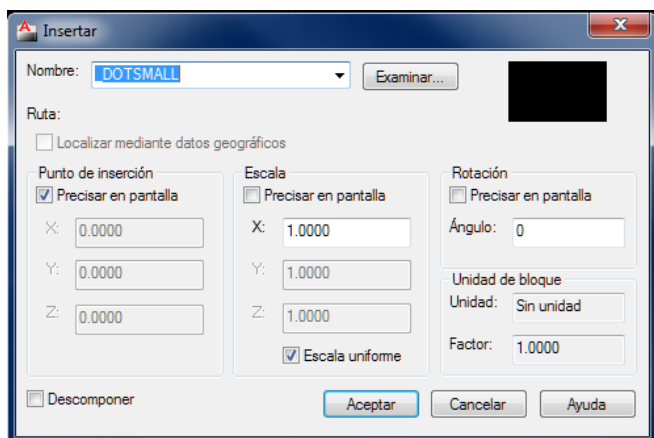 Insertar
Nombre: _DOTSMALL Examinar...
Ruta:
Localizar mediante datos geográficos
Punto de inserción
Precisar en pantalla
X: 0.0000
Y: 0.0000
Z: 0.0000
Escala
Precisar en pantalla
X: 1.0000
Y: 1.0000
Z: 1.0000
Escala uniforme
Rotación
Precisar en pantalla
Ángulo: 0
Unidad de bloque
Unidad: Sin unidad
Factor: 1.0000
Descomponer
Aceptar Cancelar Ayuda